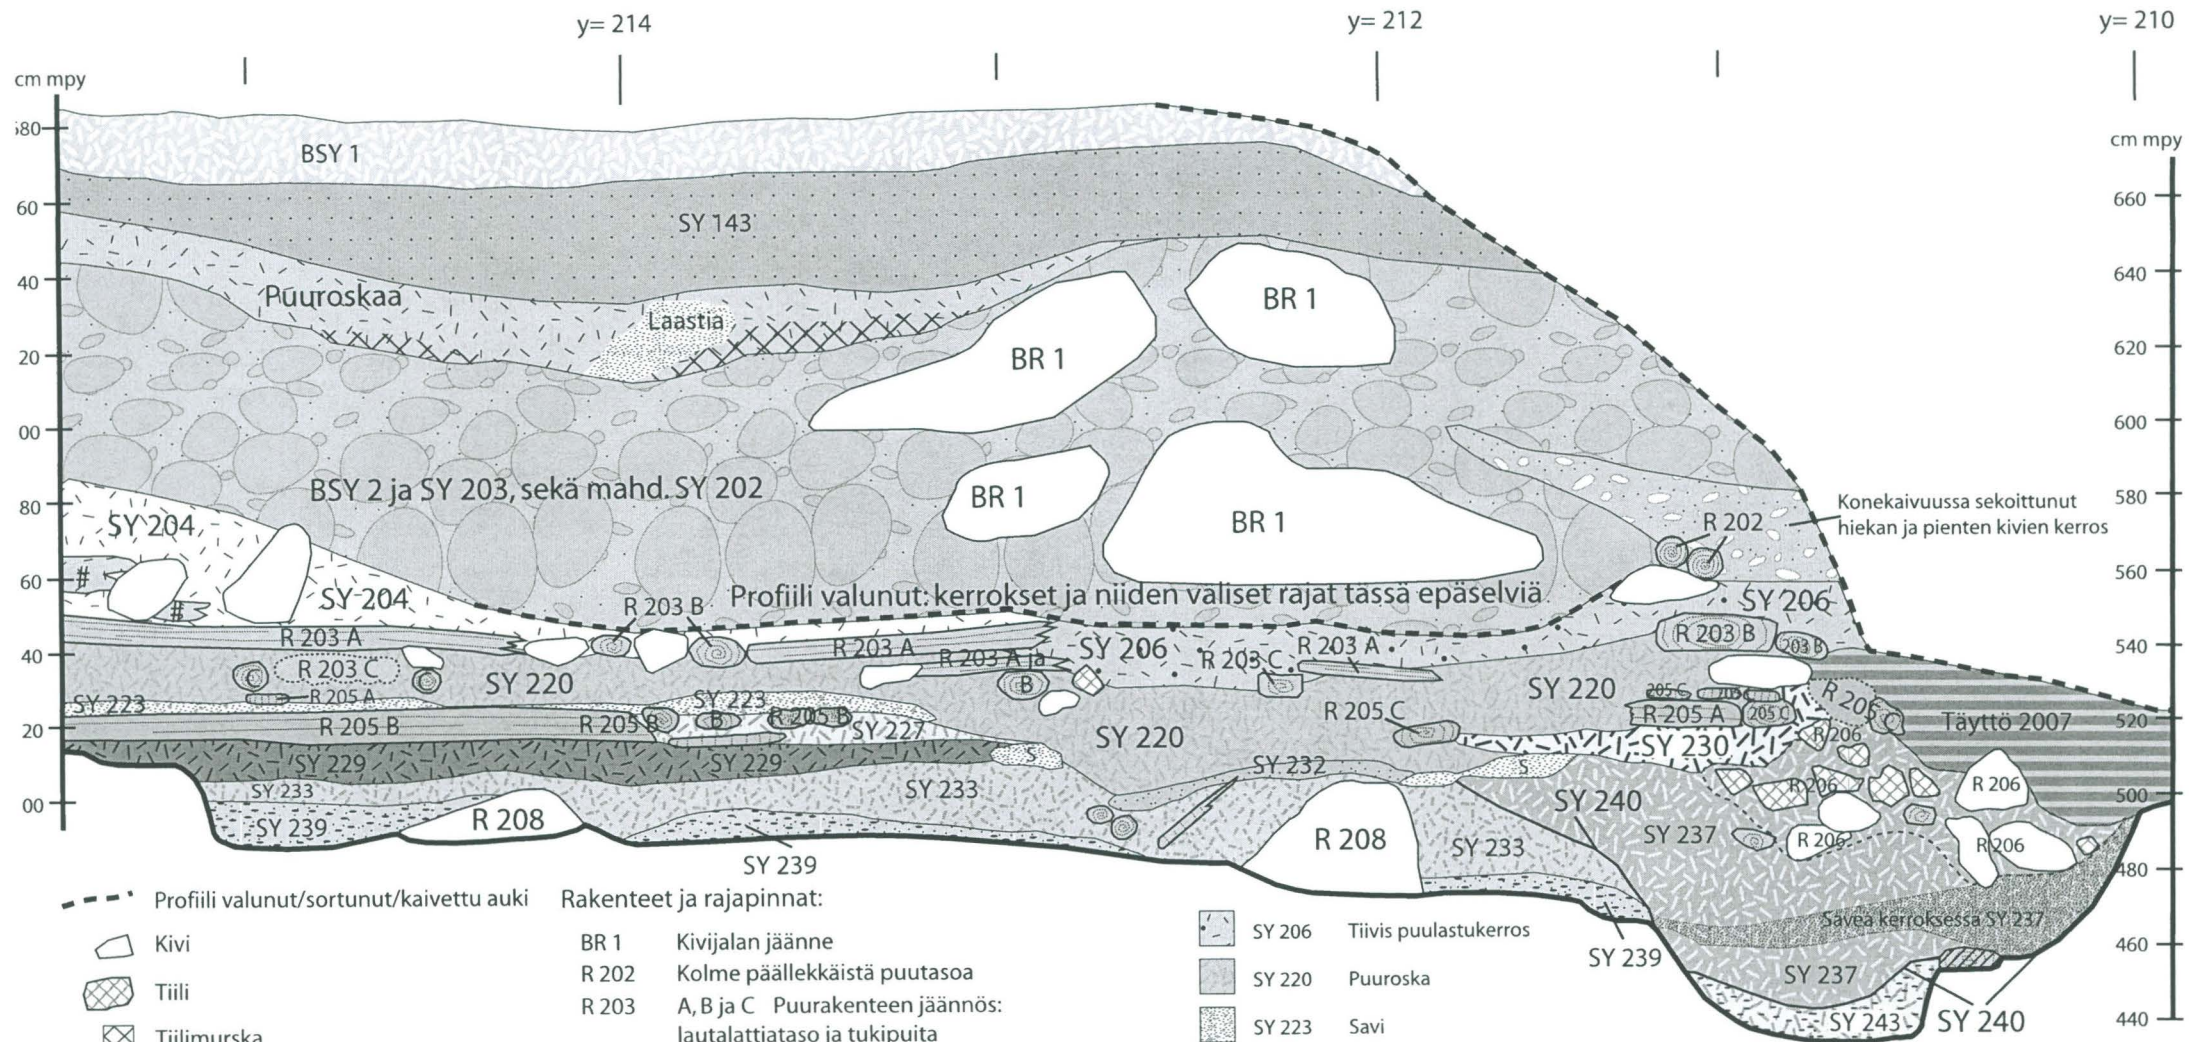 y= 214
y= 212
y= 210
cm mpy
cm mpy
580
60
40
20
00
80
60
40
20
00
660
640
620
600
580
560
540
520
500
480
460
440
BSY 1
SY 143
Puuroskaa
Laastia
BR 1
BR 1
BR 1
BR 1
BSY 2 ja SY 203, sekä mahd. SY 202
Konekaivuussa sekoittunut
hiekan ja pienten kivien kerros
R 202
SY 204
SY 204
#
#
Profiili valunut: kerrokset ja niiden väliset rajat tässä epäselviä
R 203 B
SY 206
R 203 A
R 203 A
R 203 A ja
B
SY 206
R 203 C
R 203 A
R 203 B
203 B
C
R 203 C
C
R 205 A
SY 220
SY 220
SY 223
SY 223
R 205 B
R 205 B
B
R 205 B
SY 227
SY 220
R 205 C
205 C
205C
R 205 A
205 C
R 205
C
R 206
Täyttö 2007
SY 230
SY 229
SY 229
S
SY 232
S
SY 233
SY 233
SY 233
SY 239
R 208
R 208
SY 239
SY 240
SY 237
R 206
R 206
R 206
R 206
Savea kerroksessa SY 237
SY 239
SY 237
SY 243
SY 240
Profiili valunut/sortunut/kaivettu auki
Kivi
Tiili
Tiilimurska
Rakenteet ja rajapinnat:
BR 1 Kivijalan jäänne
R 202 Kolme päällekkäistä puutasoa
R 203 A, B ja C Puurakenteen jäännös:
lautalattiataso ja tukipuita
SY 206 Tiivis puulastukerros
SY 220 Puuroska
SY 223 Savi